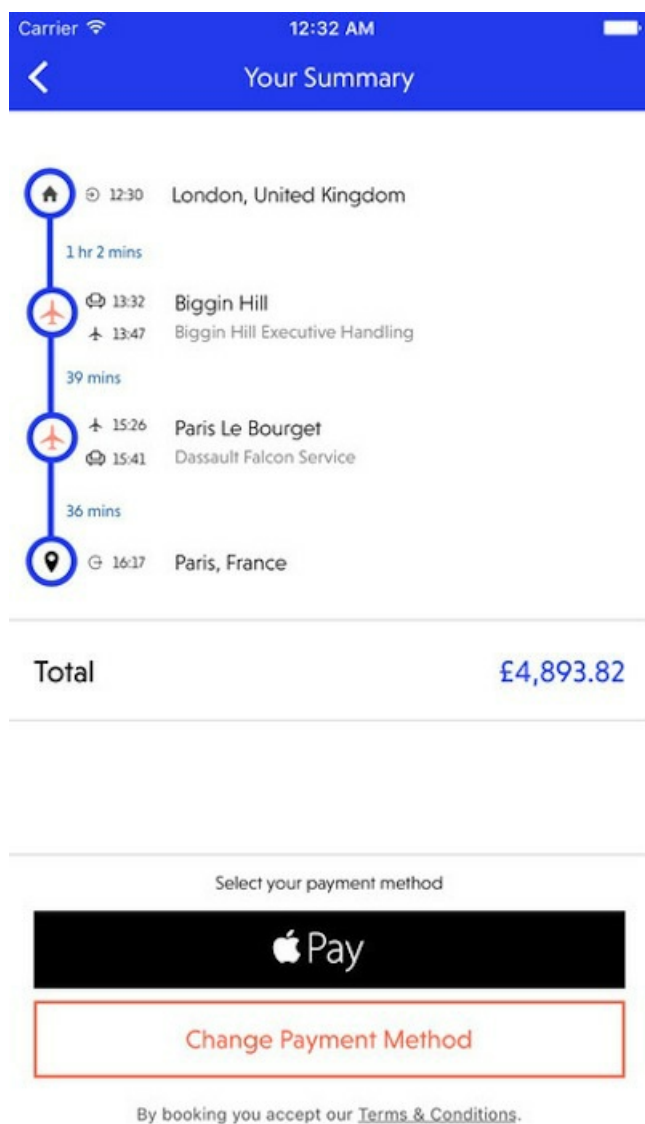 Carrier 12:32 AM
Your Summary
12:30 London, United Kingdom
1 hr 2 mins
13:32 Biggin Hill
13:47 Biggin Hill Executive Handling
39 mins
15:26 Paris Le Bourget
15:41 Dassault Falcon Service
36 mins
16:17 Paris, France
Total £4,893.82
Select your payment method
Pay
Change Payment Method
By booking you accept our Terms & Conditions.